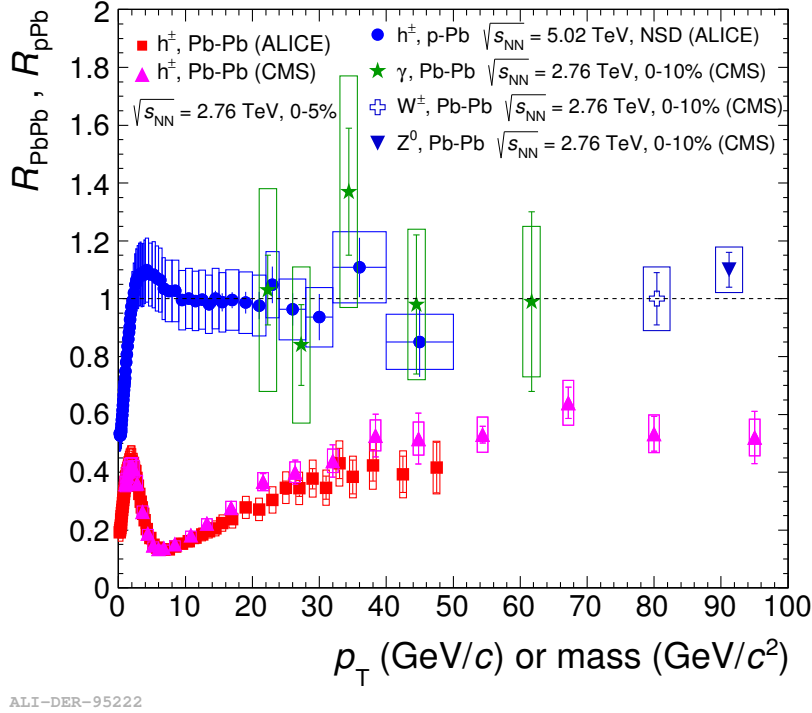 R_PbPb , R_pPb
2
1.8
1.6
1.4
1.2
1
0.8
0.6
0.4
0.2
0
h±, Pb-Pb (ALICE)
h±, Pb-Pb (CMS)
√s_NN = 2.76 TeV, 0-5%
h±, p-Pb √s_NN = 5.02 TeV, NSD (ALICE)
γ, Pb-Pb √s_NN = 2.76 TeV, 0-10% (CMS)
W±, Pb-Pb √s_NN = 2.76 TeV, 0-10% (CMS)
Z⁰, Pb-Pb √s_NN = 2.76 TeV, 0-10% (CMS)
0 10 20 30 40 50 60 70 80 90 100
p_T (GeV/c) or mass (GeV/c²)
ALI-DER-95222